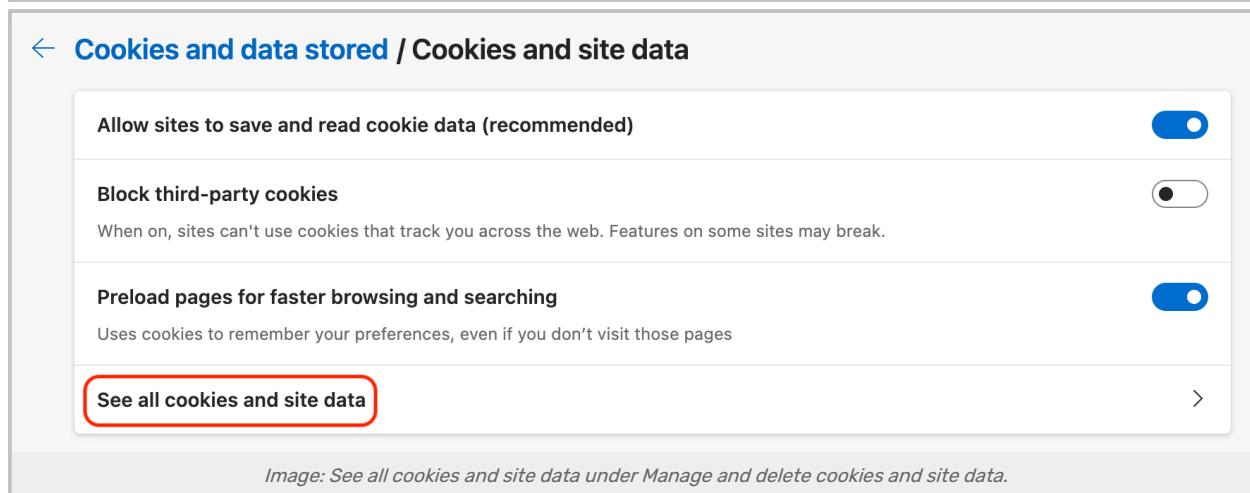 Cookies and data stored / Cookies and site data
Allow sites to save and read cookie data (recommended)
Block third-party cookies
When on, sites can't use cookies that track you across the web. Features on some sites may break.
Preload pages for faster browsing and searching
Uses cookies to remember your preferences, even if you don’t visit those pages
See all cookies and site data
Image: See all cookies and site data under Manage and delete cookies and site data.